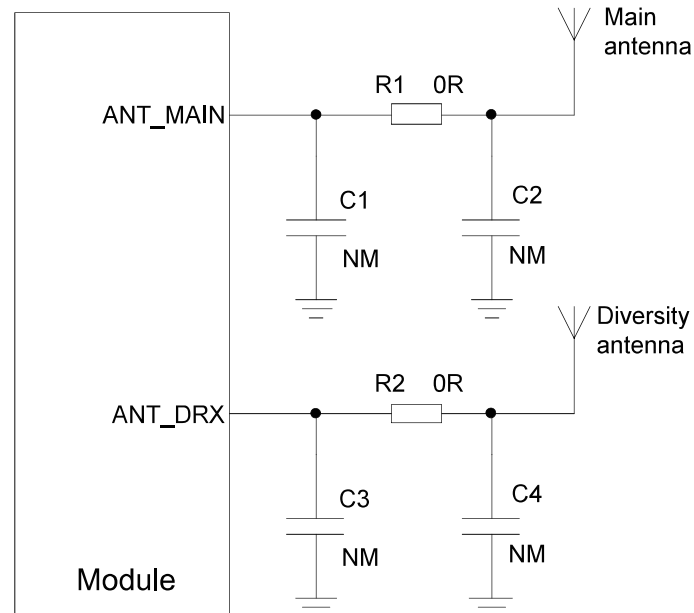 Main
antenna
R1 0R
ANT_MAIN
C1
C2
NM
NM
Diversity
antenna
R2 0R
ANT_DRX
C3
C4
NM
NM
Module